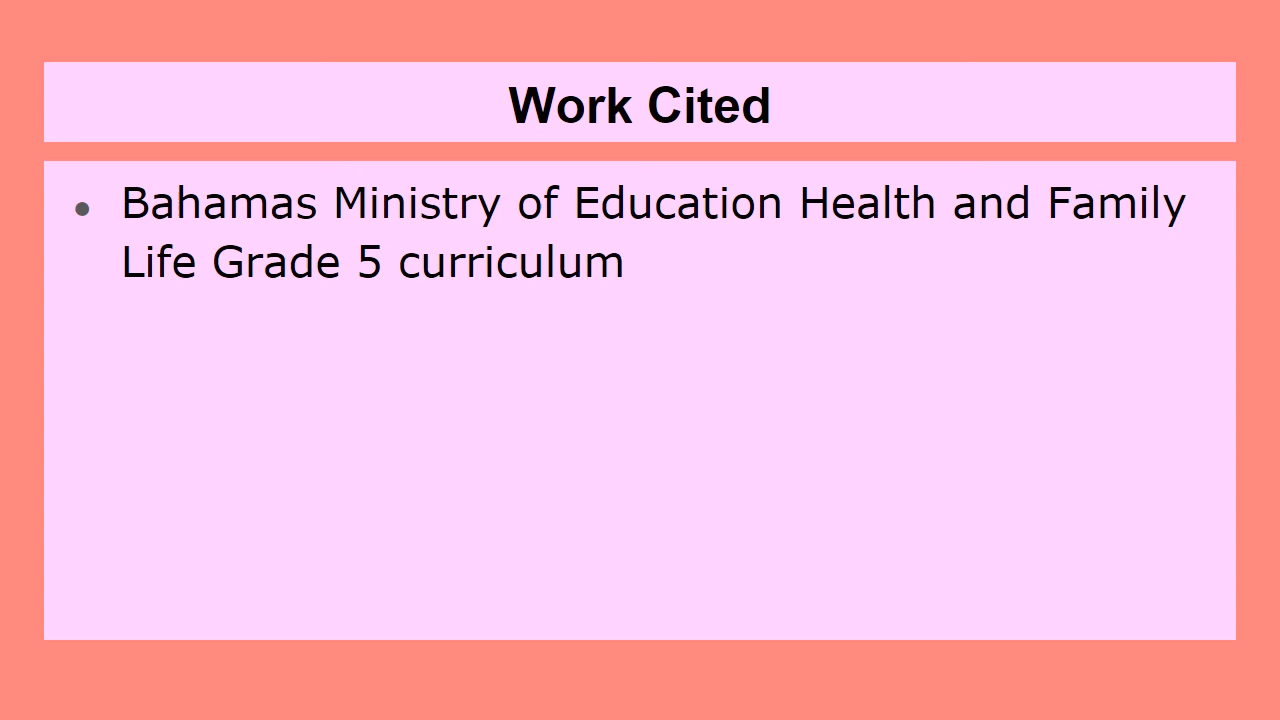 Work Cited
• Bahamas Ministry of Education Health and Family
Life Grade 5 curriculum